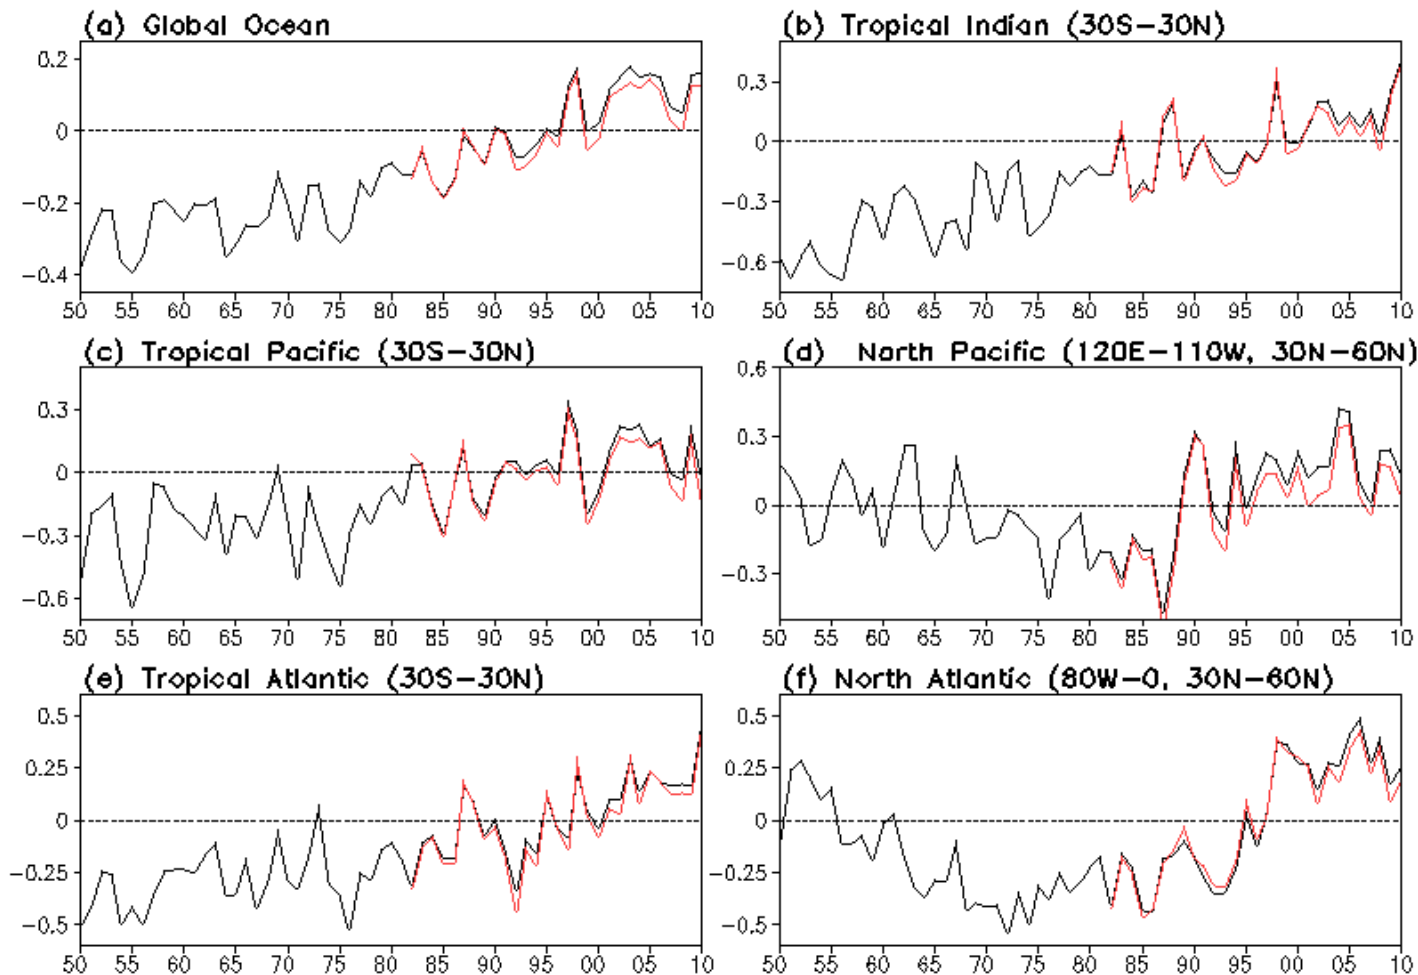 (a) Global Ocean
0.2
0
−0.2
−0.4
50 55 60 65 70 75 80 85 90 95 00 05 10
(b) Tropical Indian (30S−30N)
0.3
0
−0.3
−0.6
50 55 60 65 70 75 80 85 90 95 00 05 10
(c) Tropical Pacific (30S−30N)
0.3
0
−0.3
−0.6
50 55 60 65 70 75 80 85 90 95 00 05 10
(d) North Pacific (120E−110W, 30N−60N)
0.6
0.3
0
−0.3
50 55 60 65 70 75 80 85 90 95 00 05 10
(e) Tropical Atlantic (30S−30N)
0.5
0.25
0
−0.25
−0.5
50 55 60 65 70 75 80 85 90 95 00 05 10
(f) North Atlantic (80W−0, 30N−60N)
0.5
0.25
0
−0.25
−0.5
50 55 60 65 70 75 80 85 90 95 00 05 10